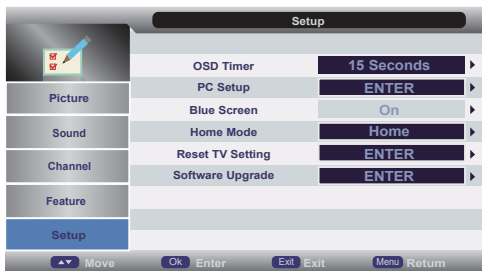 Setup
OSD Timer 15 Seconds
PC Setup ENTER
Blue Screen On
Home Mode Home
Reset TV Setting ENTER
Software Upgrade ENTER
Picture
Sound
Channel
Feature
Setup
Move Ok Enter Exit Exit Menu Return